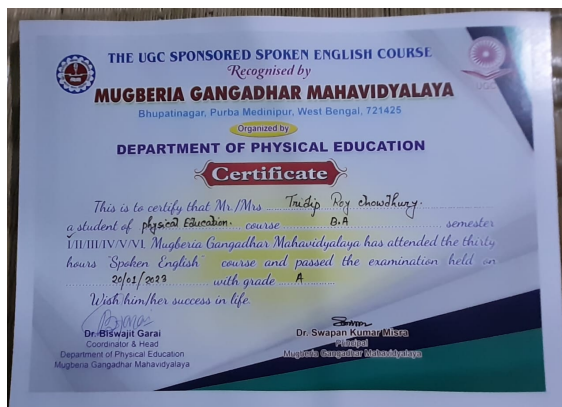 THE UGC SPONSORED SPOKEN ENGLISH COURSE
Recognised by
MUGBERIA GANGADHAR MAHAVIDYALAYA
Bhupatinagar, Purba Medinipur, West Bengal, 721425
Organized by
DEPARTMENT OF PHYSICAL EDUCATION
Certificate
This is to certify that Mr./Mrs Tridip Roy chowdhury.
a student of physical Education. course B.A semester
I/II/III/IV/V/VI, Mugberia Gangadhar Mahavidyalaya has attended the thirty
hours "Spoken English" course and passed the examination held on
20/01/2023 with grade A
Wish him/her success in life.
Dr. Biswajit Garai
Coordinator & Head
Department of Physical Education
Mugberia Gangadhar Mahavidyalaya
Dr. Swapan Kumar Misra
Principal
Mugberia Gangadhar Mahavidyalaya
UGC